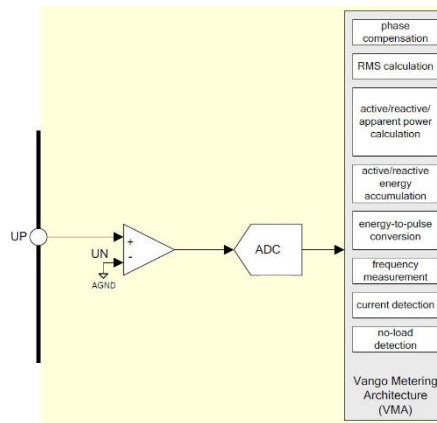 phase
compensation
RMS calculation
active/reactive/
apparent power
calculation
active/reactive
energy
accumulation
UP
UN
+
-
AGND
ADC
energy-to-pulse
conversion
frequency
measurement
current detection
no-load
detection
Vango Metering
Architecture
(VMA)